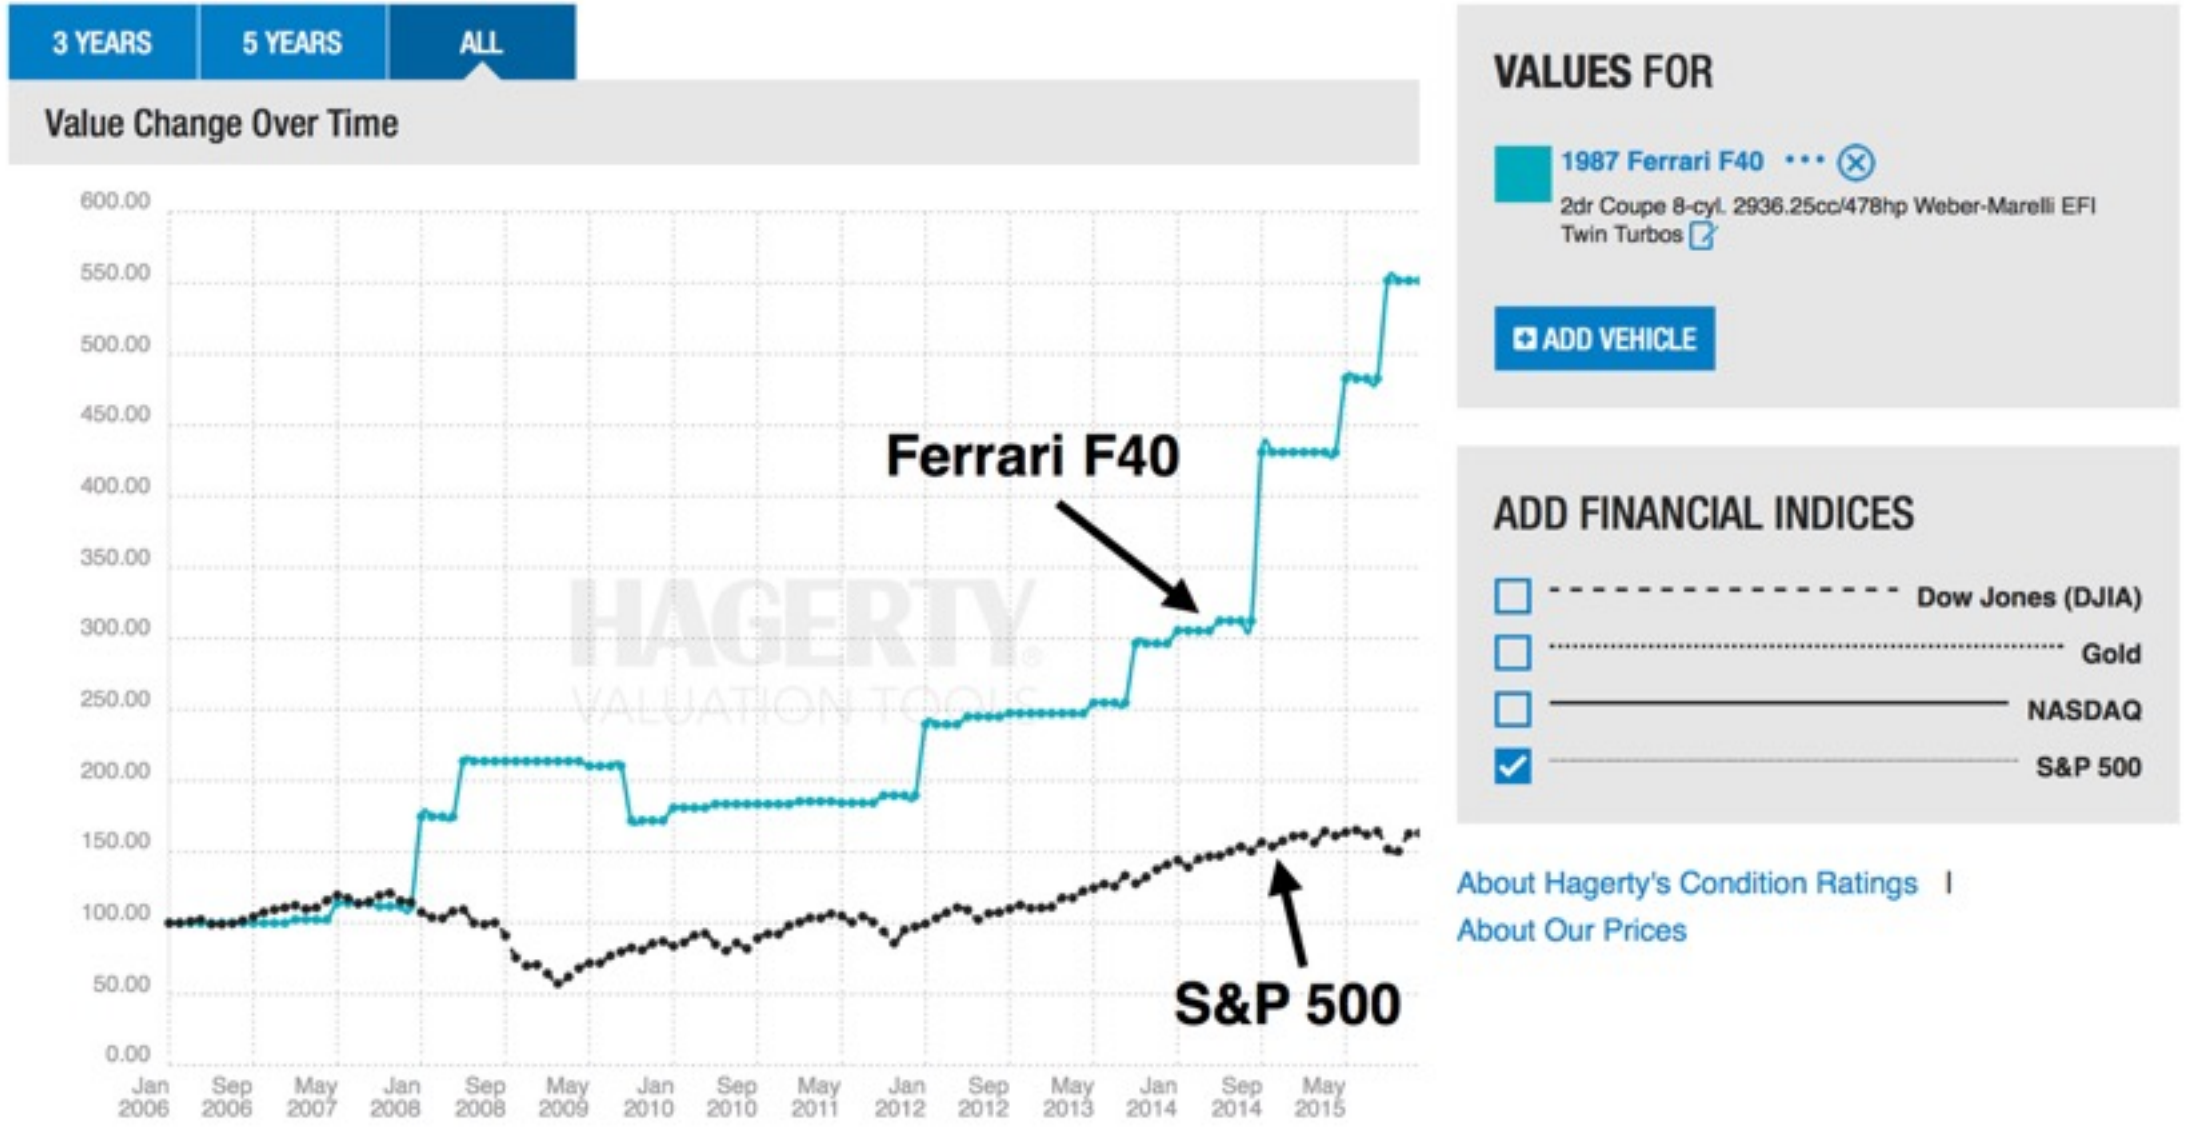 3 YEARS 5 YEARS ALL
Value Change Over Time
600.00
550.00
500.00
450.00
400.00
350.00
300.00
250.00
200.00
150.00
100.00
50.00
0.00
Jan 2006
Sep 2006
May 2007
Jan 2008
Sep 2008
May 2009
Jan 2010
Sep 2010
May 2011
Jan 2012
Sep 2012
May 2013
Jan 2014
Sep 2014
May 2015
Ferrari F40
S&P 500
HAGERTY®
VALUATION TOOLS
VALUES FOR
1987 Ferrari F40 •••
2dr Coupe 8-cyl. 2936.25cc/478hp Weber-Marelli EFI
Twin Turbos
ADD VEHICLE
ADD FINANCIAL INDICES
Dow Jones (DJIA)
Gold
NASDAQ
S&P 500
About Hagerty's Condition Ratings |
About Our Prices